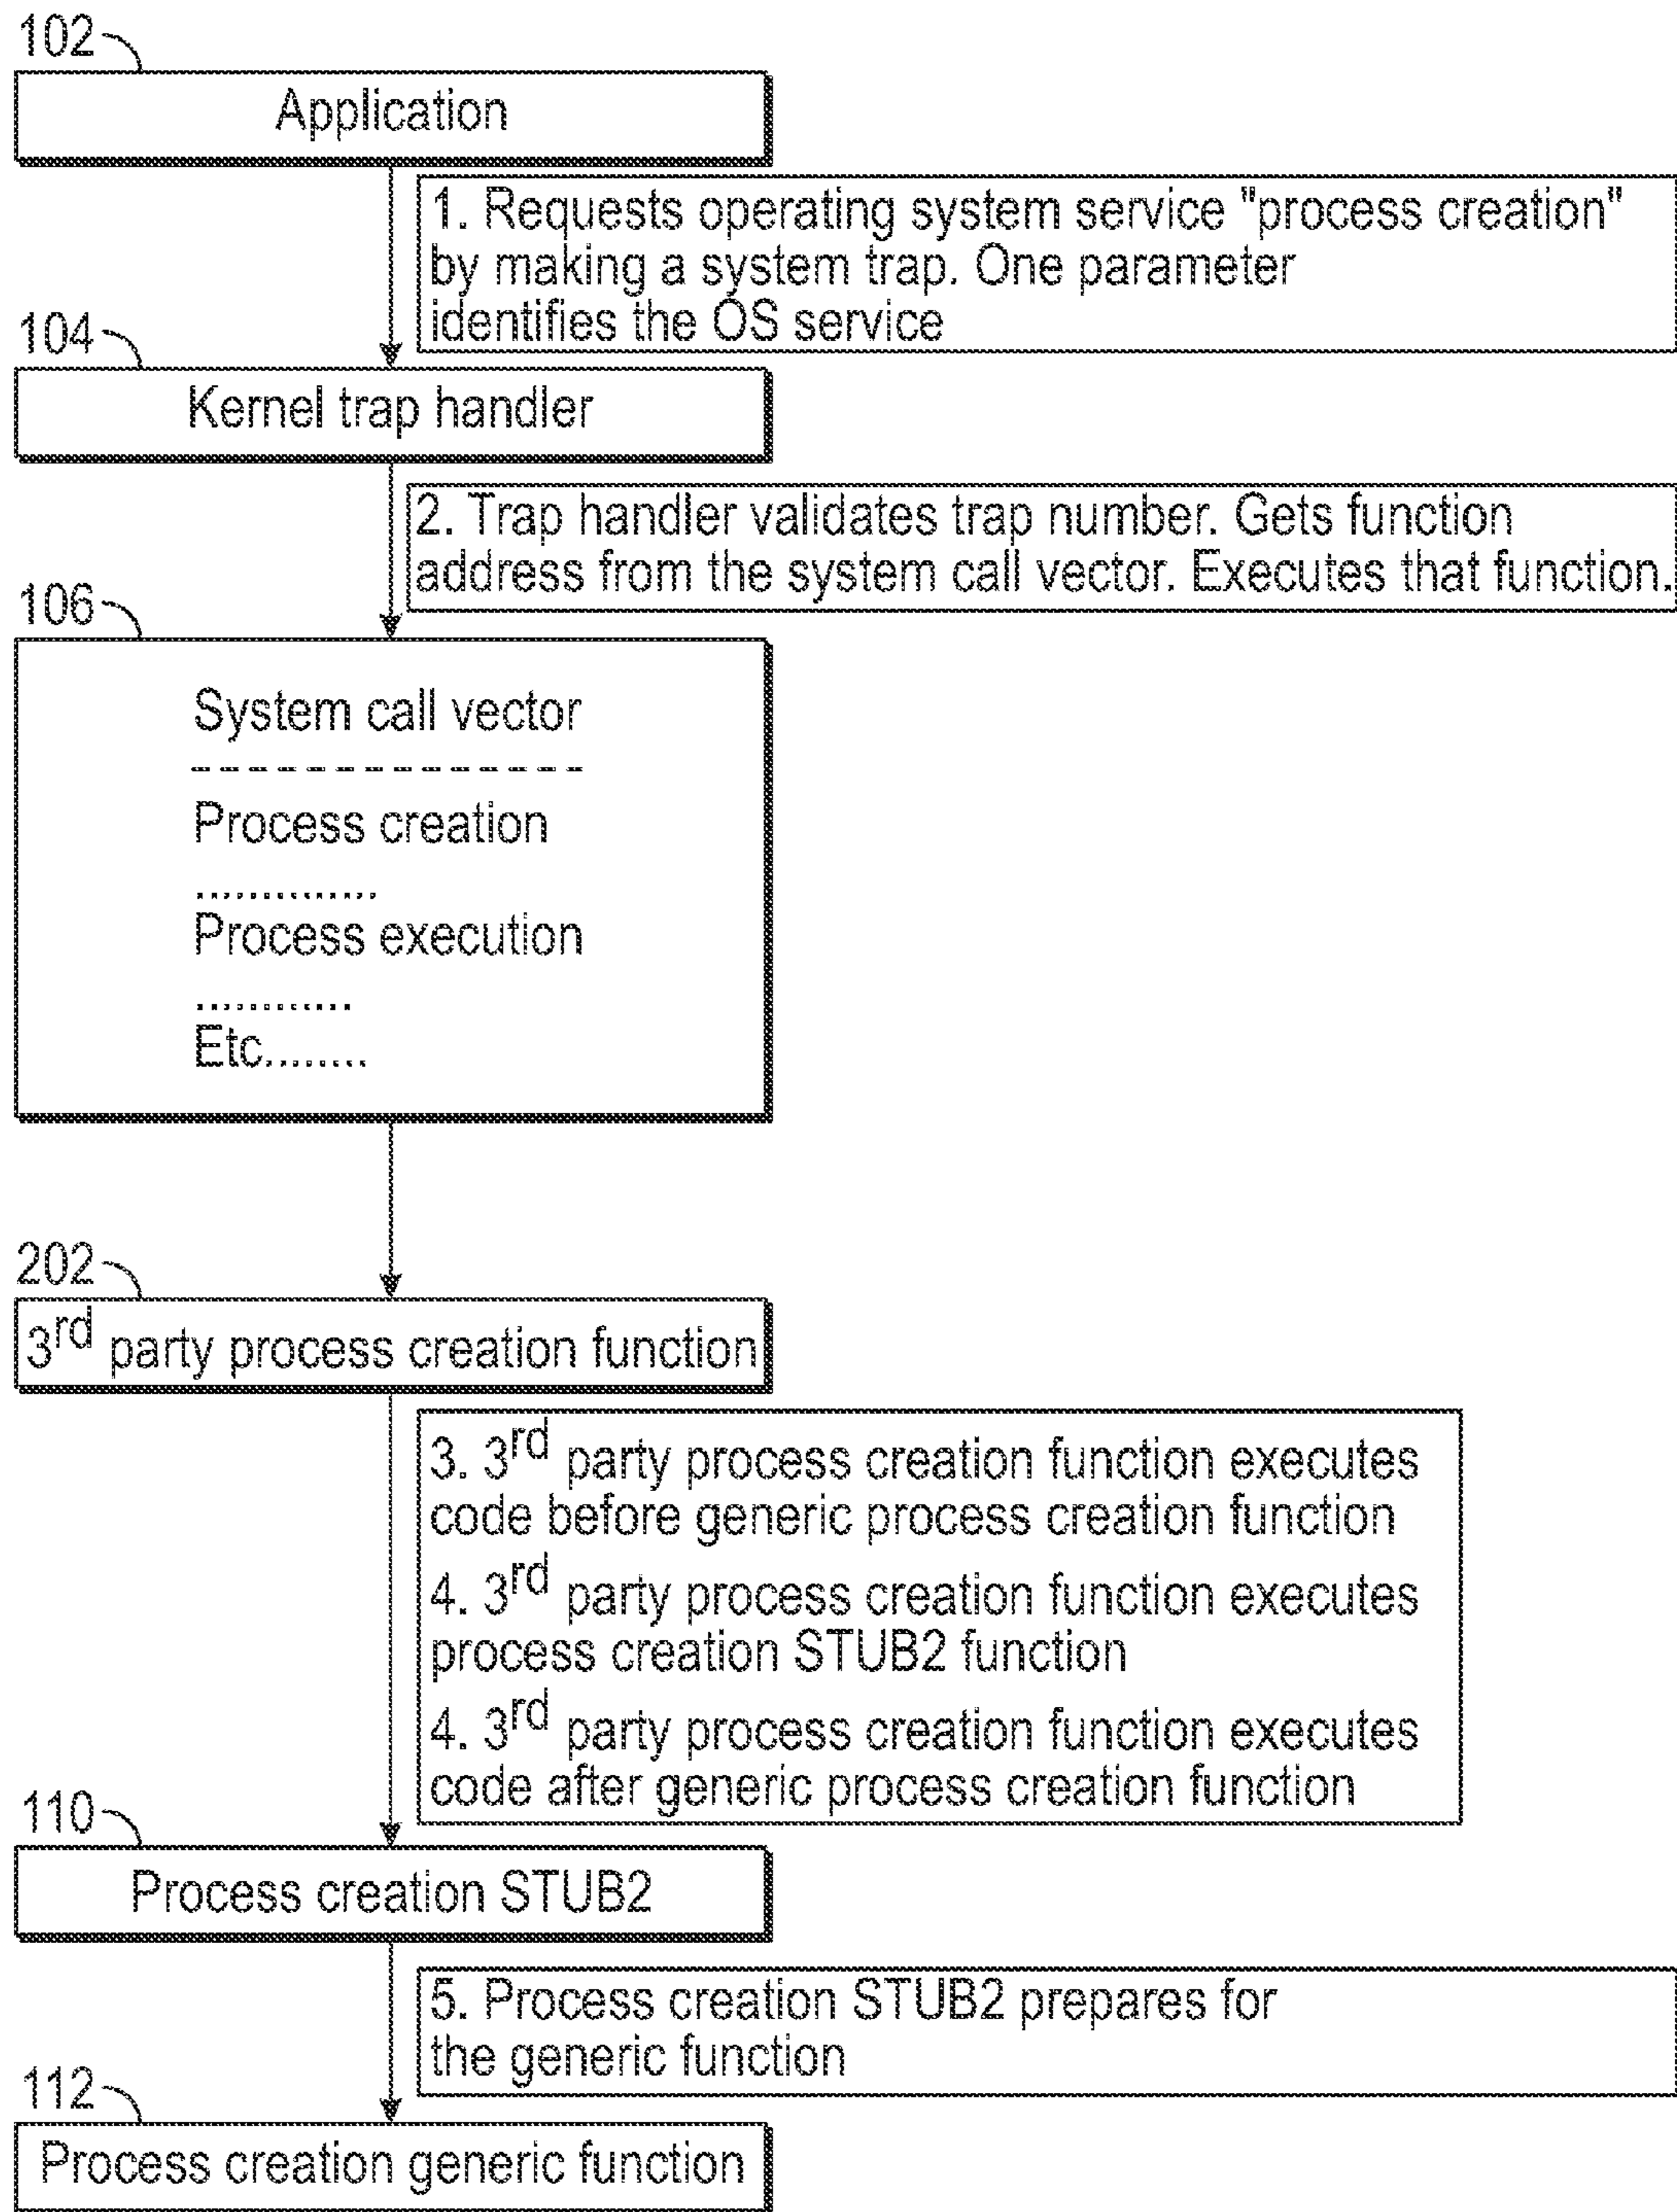 102
Application
1. Requests operating system service "process creation"
by making a system trap. One parameter
identifies the OS service
104
Kernel trap handler
2. Trap handler validates trap number. Gets function
address from the system call vector. Executes that function.
106
System call vector
--------------
Process creation
.............
Process execution
............
Etc........
202
3rd party process creation function
3. 3rd party process creation function executes
code before generic process creation function
4. 3rd party process creation function executes
process creation STUB2 function
4. 3rd party process creation function executes
code after generic process creation function
110
Process creation STUB2
5. Process creation STUB2 prepares for
the generic function
112
Process creation generic function